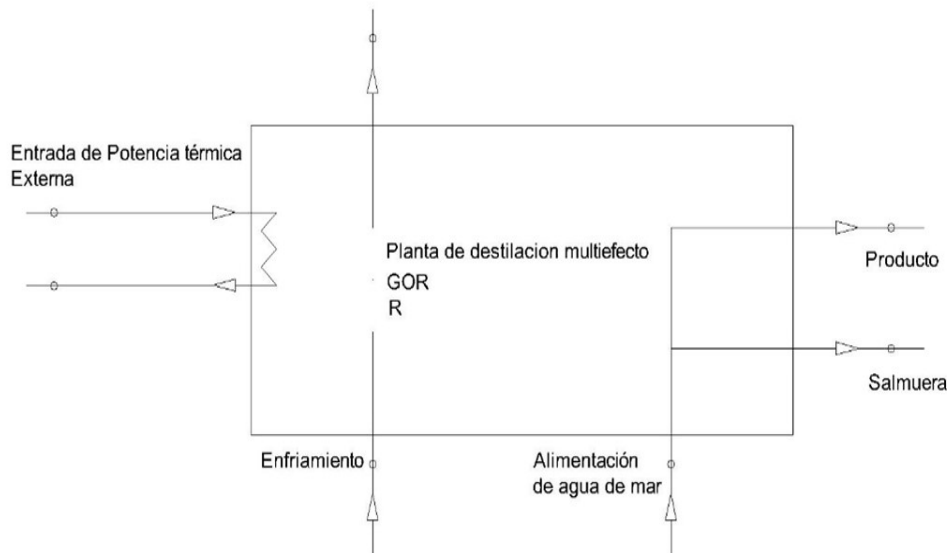 Entrada de Potencia térmica
Externa
Planta de destilacion multiefecto
GOR
R
Producto
Salmuera
Enfriamiento
Alimentación
de agua de mar